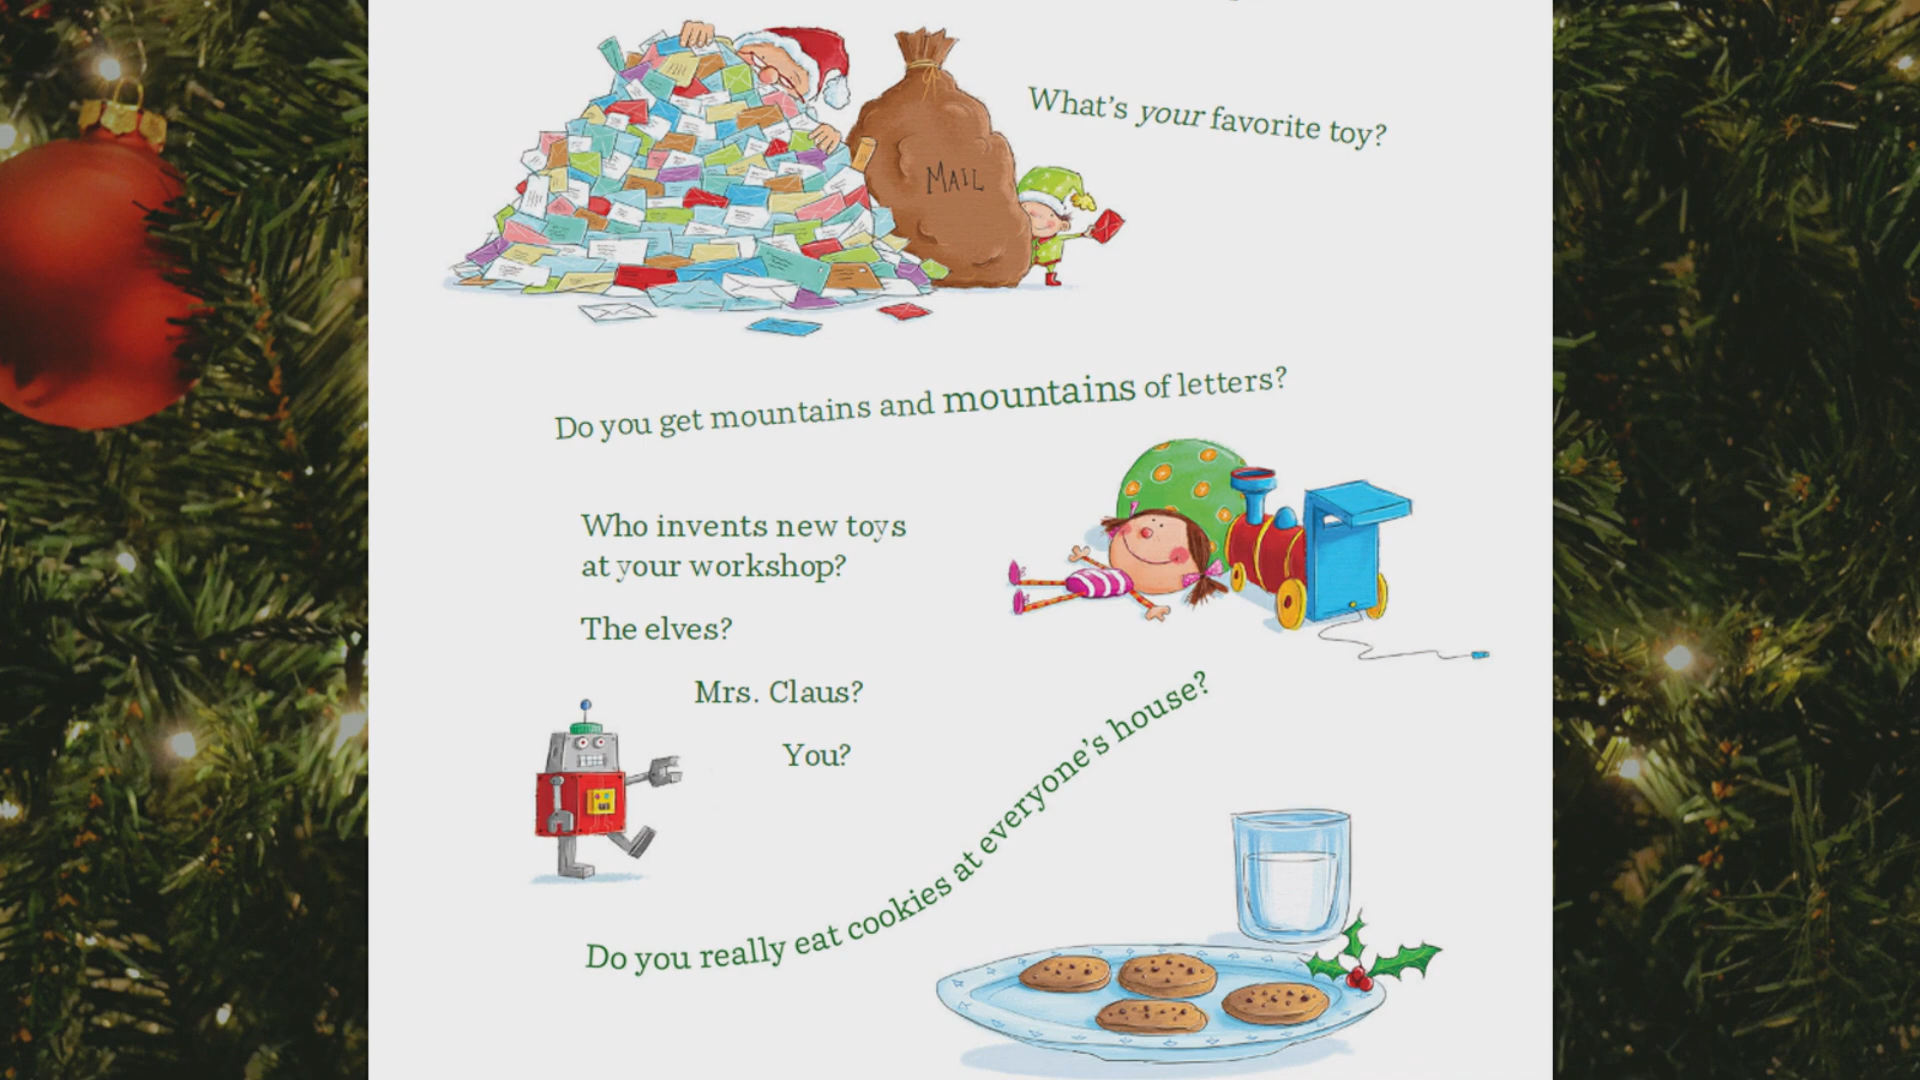 What's your favorite toy?
MAIL
Do you get mountains and mountains of letters?
Who invents new toys
at your workshop?
The elves?
Mrs. Claus?
You?
Do you really eat cookies at everyone's house?